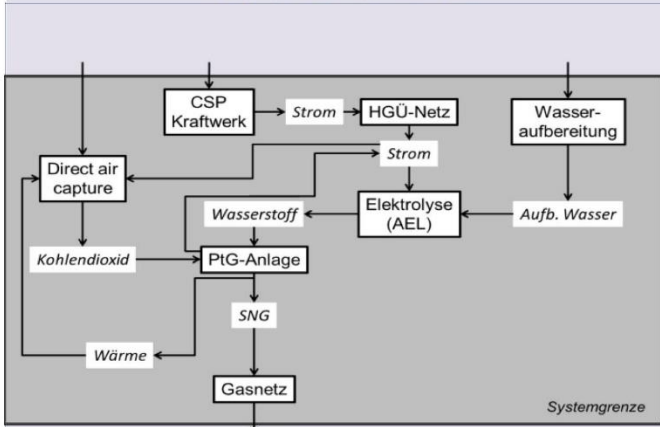 CSP
Kraftwerk
Strom
HGÜ-Netz
Wasser-
aufbereitung
Direct air
capture
Strom
Wasserstoff
Elektrolyse
(AEL)
Aufb. Wasser
Kohlendioxid
PtG-Anlage
SNG
Wärme
Gasnetz
Systemgrenze